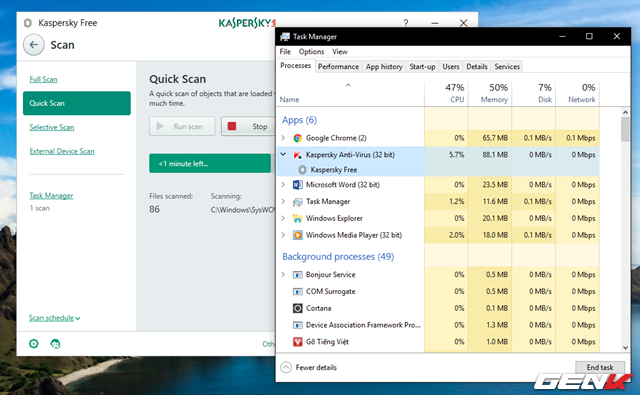 Kaspersky Free
KASPERSKY
?
Scan
Full Scan
Quick Scan
Selective Scan
External Device Scan
Task Manager
1 scan
Scan schedule
Quick Scan
A quick scan of objects that are loaded
much time.
Run scan
Stop
<1 minute left...
Files scanned:
Scanning:
86
C:\Windows\SysWOW
Task Manager
File Options View
Processes Performance App history Start-up Users Details Services
47% 50% 7% 0%
Name CPU Memory Disk Network
Apps (6)
Google Chrome (2) 0% 65.7 MB 0.1 MB/s 0.1 Mbps
Kaspersky Anti-Virus (32 bit) 5.7% 88.1 MB 0.1 MB/s 0 Mbps
Kaspersky Free
Microsoft Word (32 bit) 0% 23.5 MB 0 MB/s 0 Mbps
Task Manager 1.2% 11.6 MB 0.1 MB/s 0 Mbps
Windows Explorer 0% 20.1 MB 0 MB/s 0 Mbps
Windows Media Player (32 bit) 2.0% 18.0 MB 0.1 MB/s 0 Mbps
Background processes (49)
Bonjour Service 0% 0.5 MB 0 MB/s 0 Mbps
COM Surrogate 0% 0.5 MB 0 MB/s 0 Mbps
Cortana 0% 0.1 MB 0 MB/s 0 Mbps
Device Association Framework Pro... 0% 1.3 MB 0 MB/s 0 Mbps
Gõ Tiếng Việt 0% 1.0 MB 0 MB/s 0 Mbps
Fewer details
End task
GENK